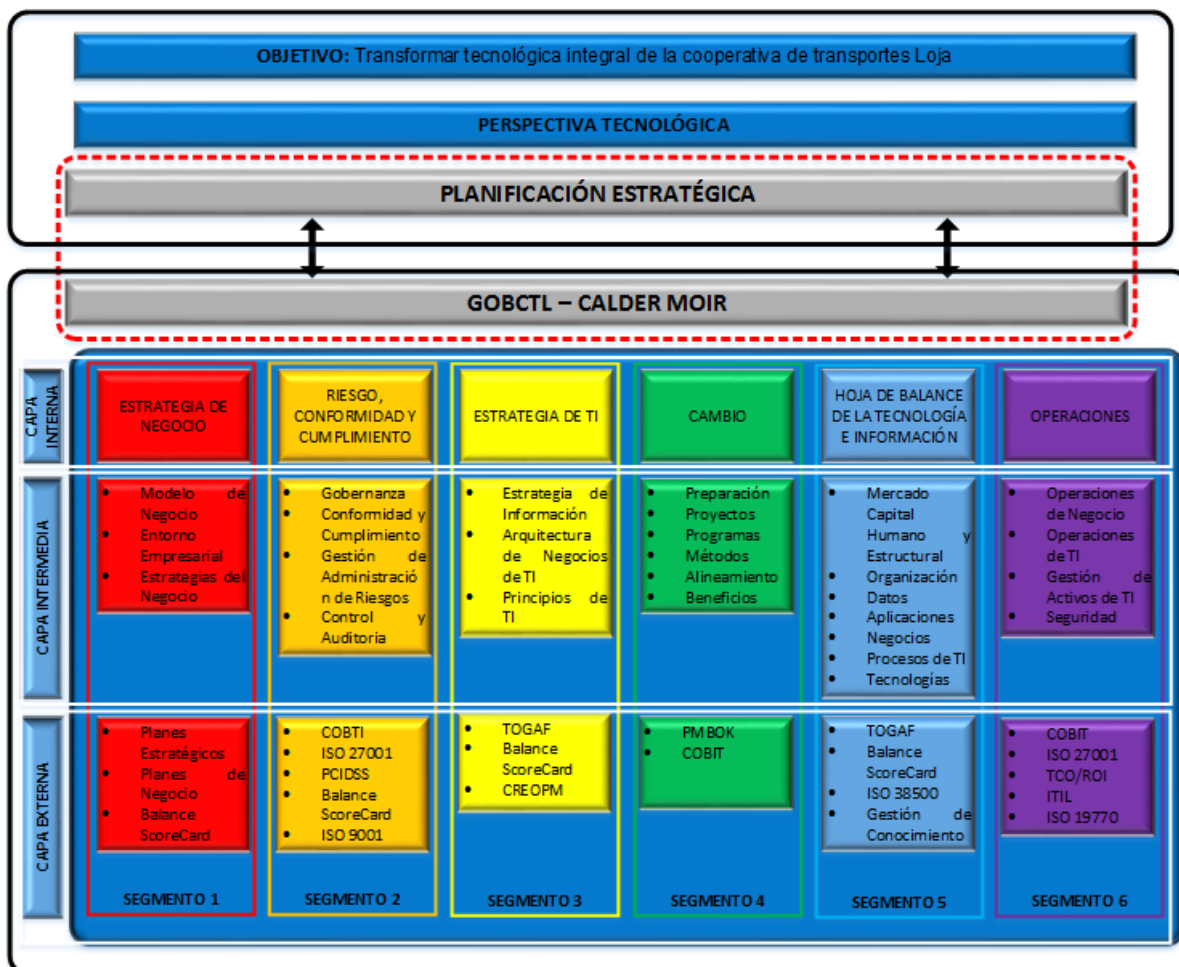 OBJETIVO: Transformar tecnológica integral de la cooperativa de transportes Loja
PERSPECTIVA TECNOLÓGICA
PLANIFICACIÓN ESTRATÉGICA
GOBCTL – CALDER MOIR
CAPA
INTERNA
ESTRATEGIA DE
NEGOCIO
RIESGO,
CONFORMIDAD Y
CUMPLIMIENTO
ESTRATEGIA DE TI
CAMBIO
HOJA DE BALANCE
DE LA TECNOLOGÍA
E INFORMACIÓN
OPERACIONES
CAPA INTERMEDIA
• Modelo de
Negocio
• Entorno
Empresarial
• Estrategias del
Negocio
• Gobernanza
• Conformidad y
Cumplimiento
• Gestión de
Administració
n de Riesgos
• Control y
Auditoria
• Estrategia de
Información
• Arquitectura
de Negocios
de TI
• Principios de
TI
• Preparación
• Proyectos
• Programas
• Métodos
• Alineamiento
• Beneficios
• Mercado
Capital
Humano y
Estructural
• Organización
• Datos
• Aplicaciones
• Negocios
• Procesos de TI
• Tecnologías
• Operaciones
de Negocio
• Operaciones
de TI
• Gestión de
Activos de TI
• Seguridad
CAPA EXTERNA
• Planes
Estratégicos
• Planes de
Negocio
• Balance
ScoreCard
• COBTI
• ISO 27001
• PCIDSS
• Balance
ScoreCard
• ISO 9001
• TOGAF
• Balance
ScoreCard
• CREOPM
• PMBOK
• COBIT
• TOGAF
• Balance
ScoreCard
• ISO 38500
• Gestión de
Conocimiento
• COBIT
• ISO 27001
• TCO/ROI
• ITIL
• ISO 19770
SEGMENTO 1
SEGMENTO 2
SEGMENTO 3
SEGMENTO 4
SEGMENTO 5
SEGMENTO 6